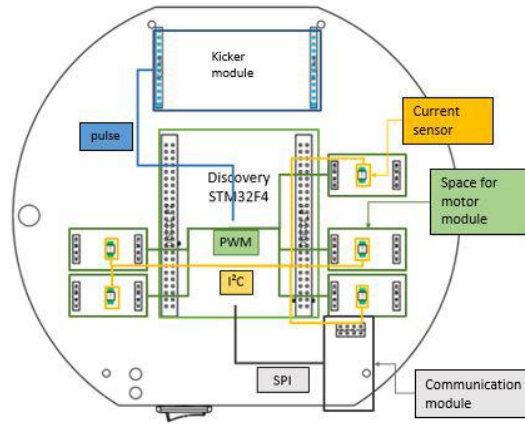 Kicker
module
pulse
Current
sensor
Discovery
STM32F4
Space for
motor
module
PWM
I²C
SPI
Communication
module